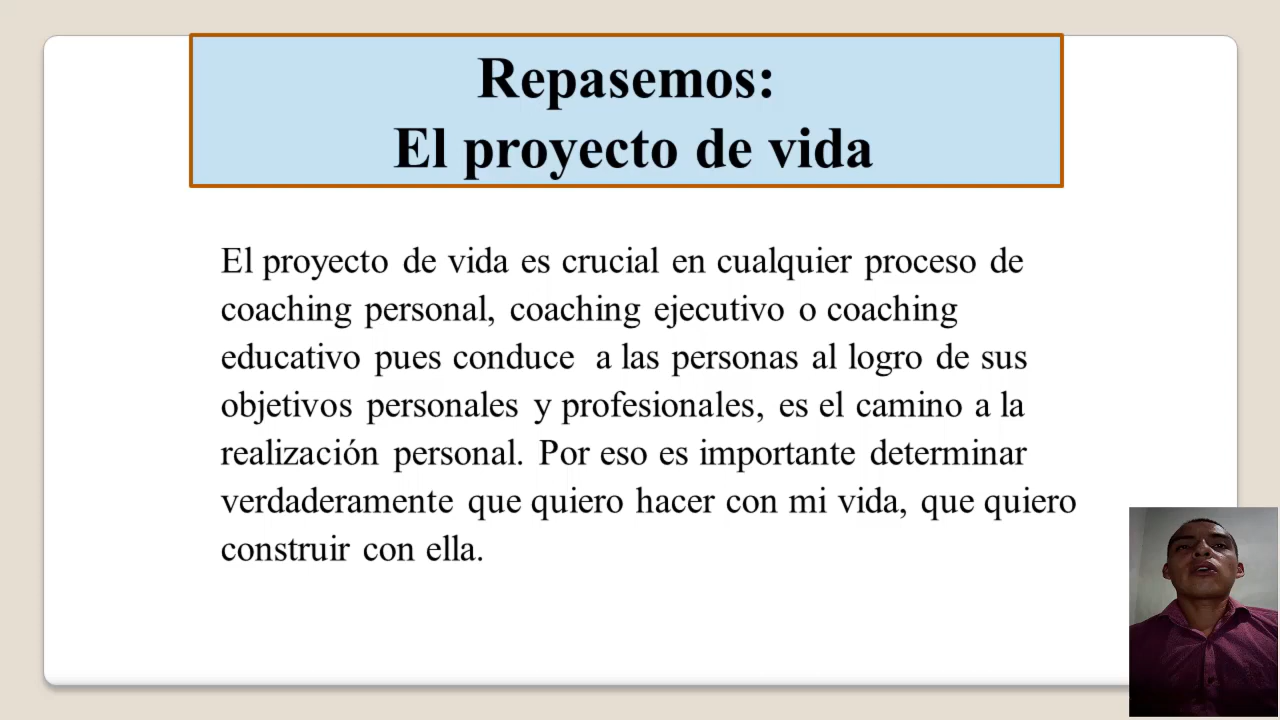 Repasemos:
El proyecto de vida
El proyecto de vida es crucial en cualquier proceso de
coaching personal, coaching ejecutivo o coaching
educativo pues conduce  a las personas al logro de sus
objetivos personales y profesionales, es el camino a la
realización personal. Por eso es importante determinar
verdaderamente que quiero hacer con mi vida, que quiero
construir con ella.